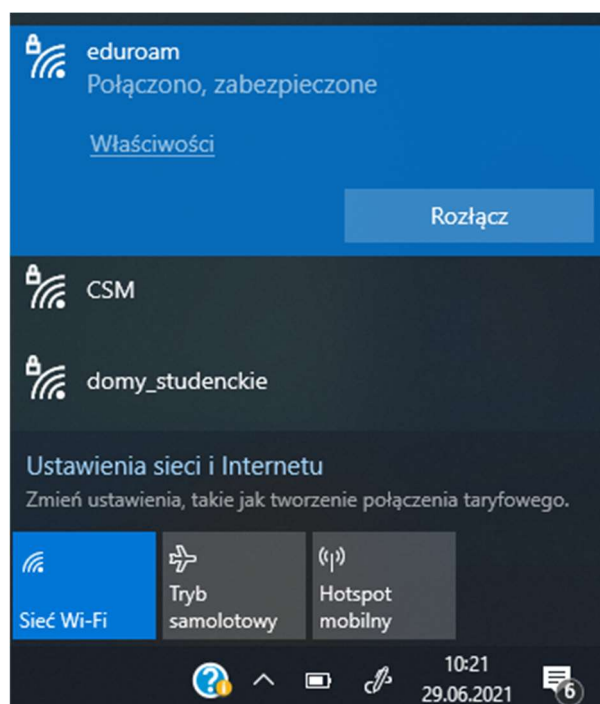 eduroam
Połączono, zabezpieczone
Właściwości
Rozłącz
CSM
domy_studenckie
Ustawienia sieci i Internetu
Zmień ustawienia, takie jak tworzenie połączenia taryfowego.
Sieć Wi-Fi
Tryb
samolotowy
Hotspot
mobilny
10:21
29.06.2021
6